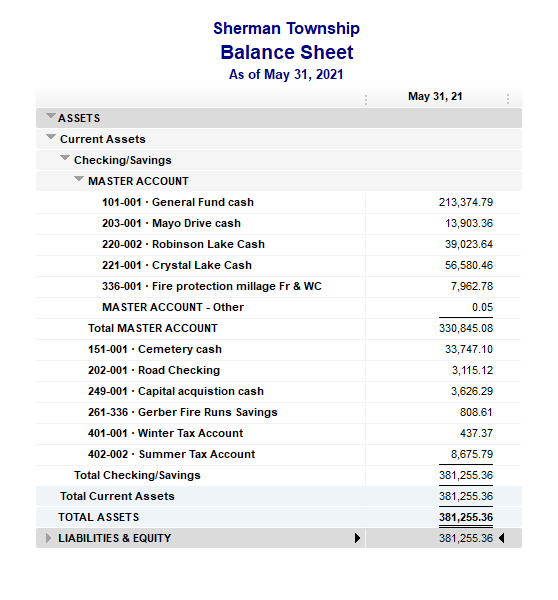 Sherman Township
Balance Sheet
As of May 31, 2021
May 31, 21
ASSETS
Current Assets
Checking/Savings
MASTER ACCOUNT
101-001 · General Fund cash 213,374.79
203-001 · Mayo Drive cash 13,903.36
220-002 · Robinson Lake Cash 39,023.64
221-001 · Crystal Lake Cash 56,580.46
336-001 · Fire protection millage Fr & WC 7,962.78
MASTER ACCOUNT - Other 0.05
Total MASTER ACCOUNT 330,845.08
151-001 · Cemetery cash 33,747.10
202-001 · Road Checking 3,115.12
249-001 · Capital acquistion cash 3,626.29
261-336 · Gerber Fire Runs Savings 808.61
401-001 · Winter Tax Account 437.37
402-002 · Summer Tax Account 8,675.79
Total Checking/Savings 381,255.36
Total Current Assets 381,255.36
TOTAL ASSETS 381,255.36
LIABILITIES & EQUITY 381,255.36